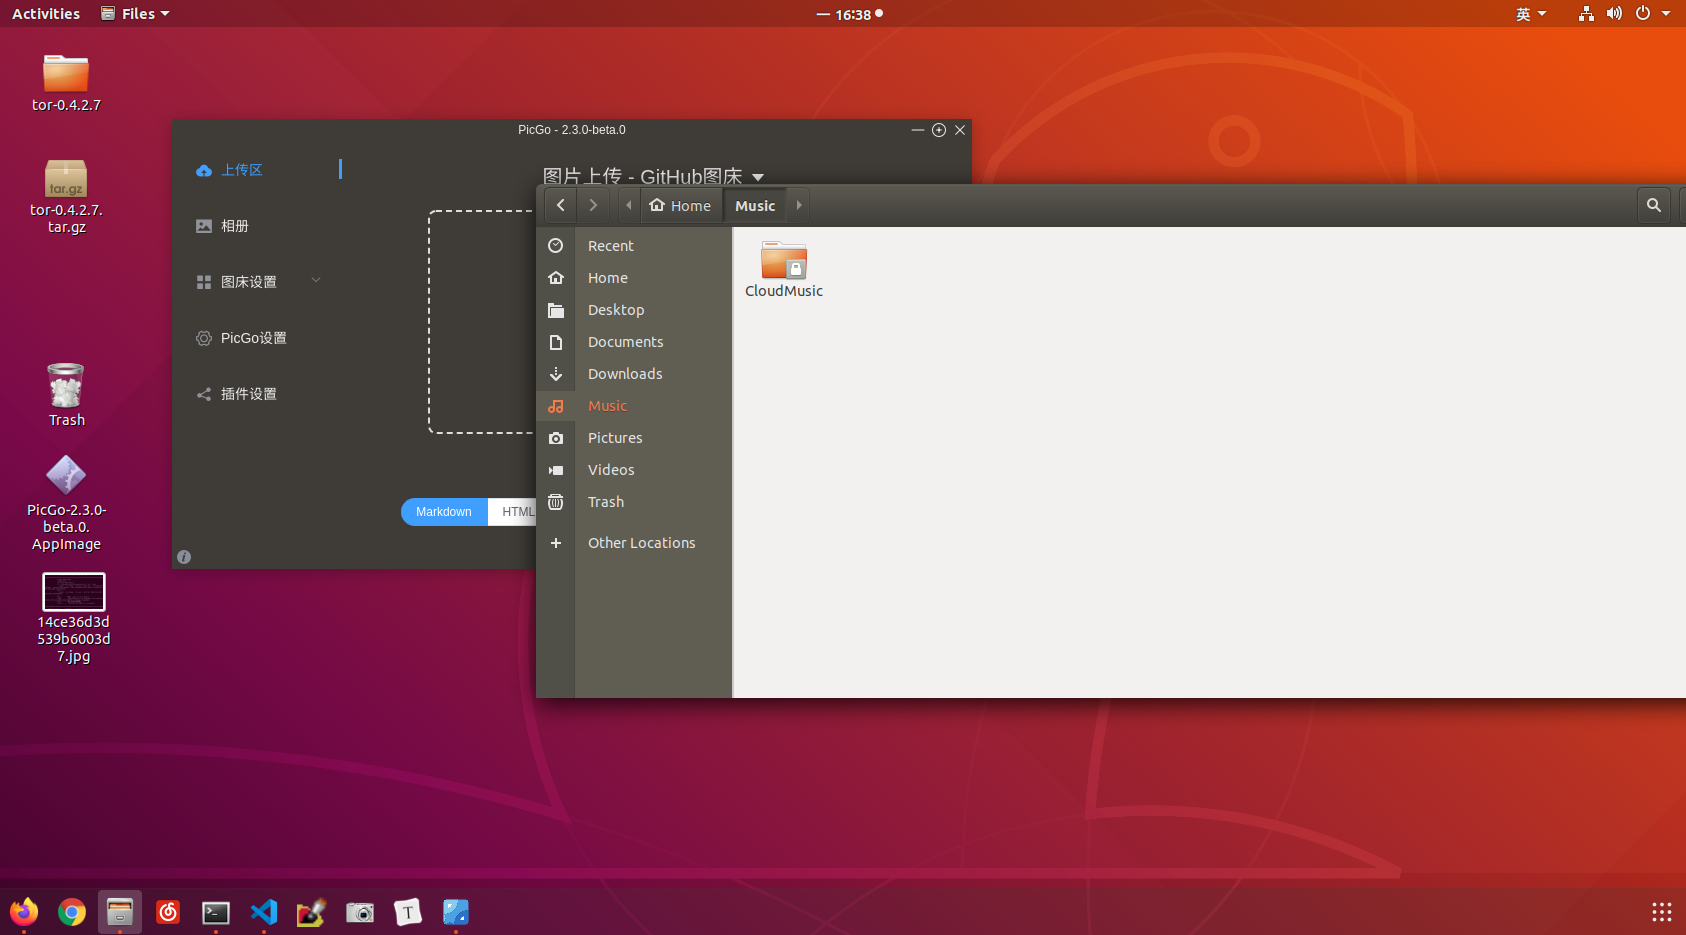 Activities
Files
一 16:38
英
tor-0.4.2.7
tar.gz
tor-0.4.2.7.
tar.gz
Trash
PicGo-2.3.0-
beta.0.
AppImage
14ce36d3d
539b6003d
7.jpg
PicGo - 2.3.0-beta.0
上传区
相册
图床设置
PicGo设置
插件设置
图片上传 - GitHub图床
Markdown
HTML
Home
Music
Recent
Home
Desktop
Documents
Downloads
Music
Pictures
Videos
Trash
Other Locations
CloudMusic
T